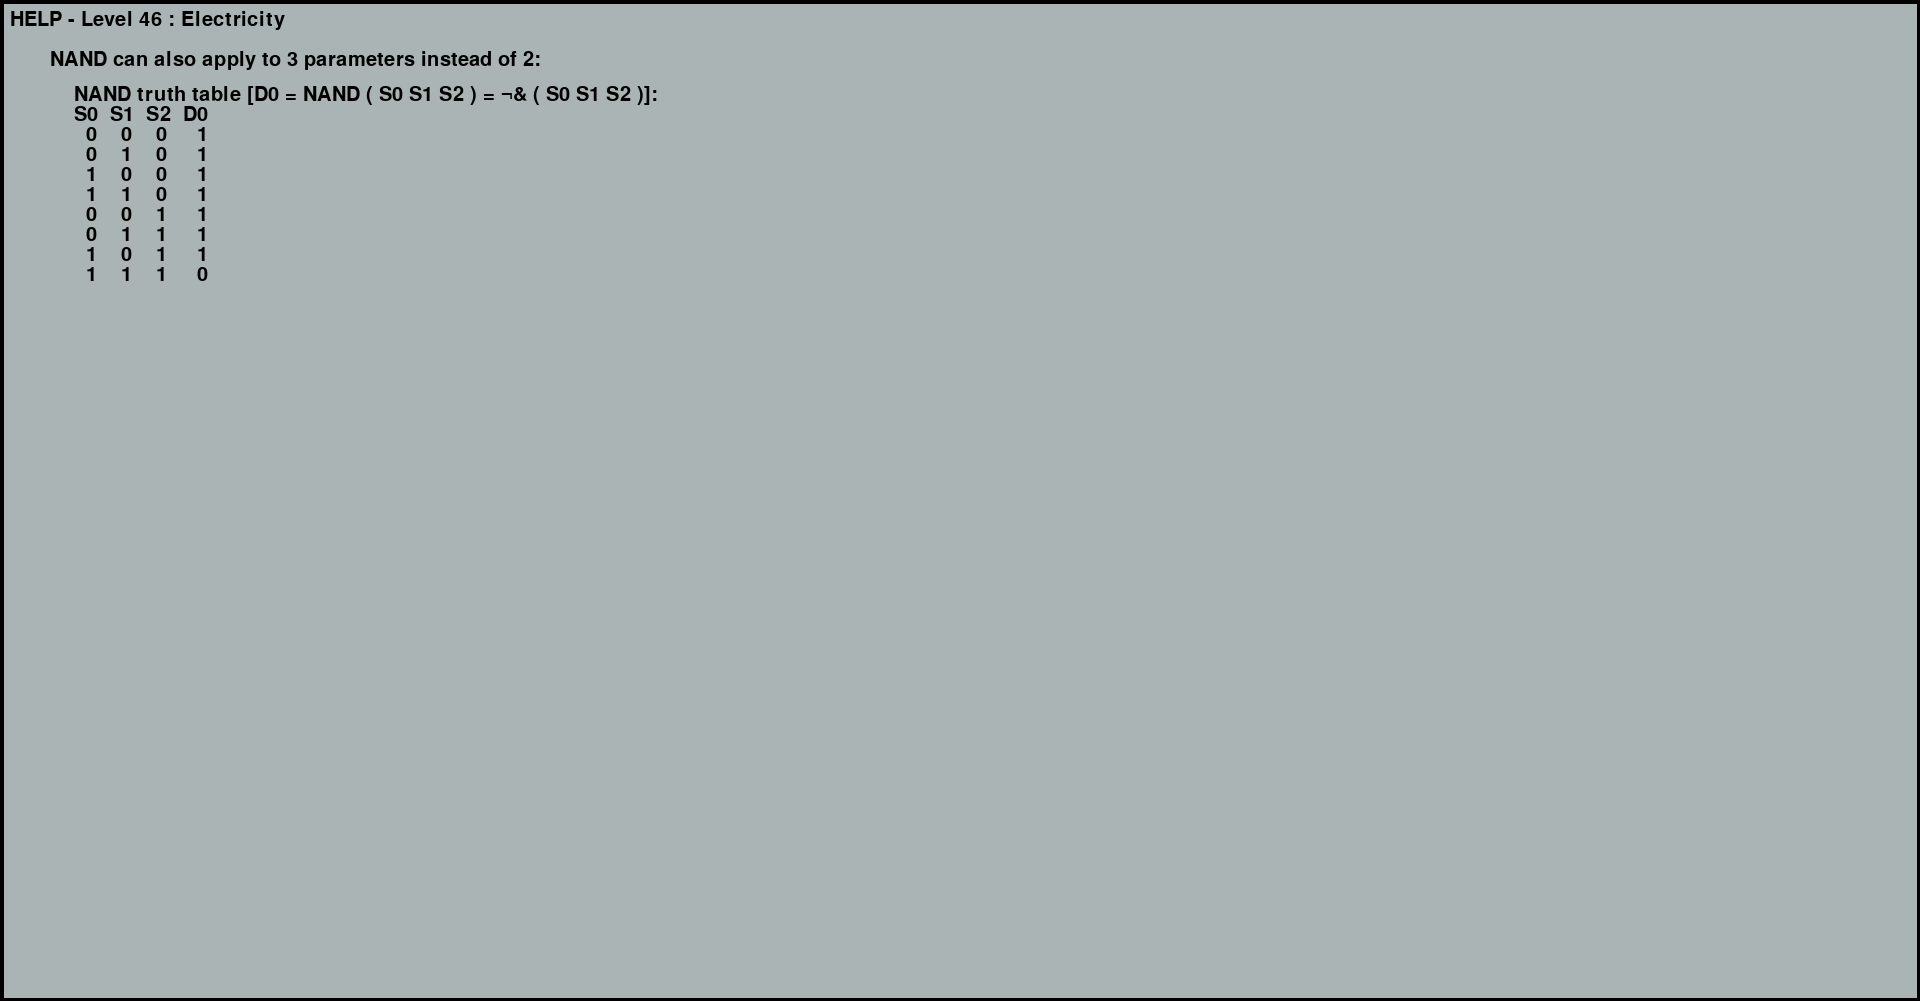 HELP - Level 46 : Electricity
NAND can also apply to 3 parameters instead of 2:
NAND truth table [D0 = NAND ( S0 S1 S2 ) = ¬& ( S0 S1 S2 )]:
S0 S1 S2 D0
0 0 0 1
0 1 0 1
1 0 0 1
1 1 0 1
0 0 1 1
0 1 1 1
1 0 1 1
1 1 1 0